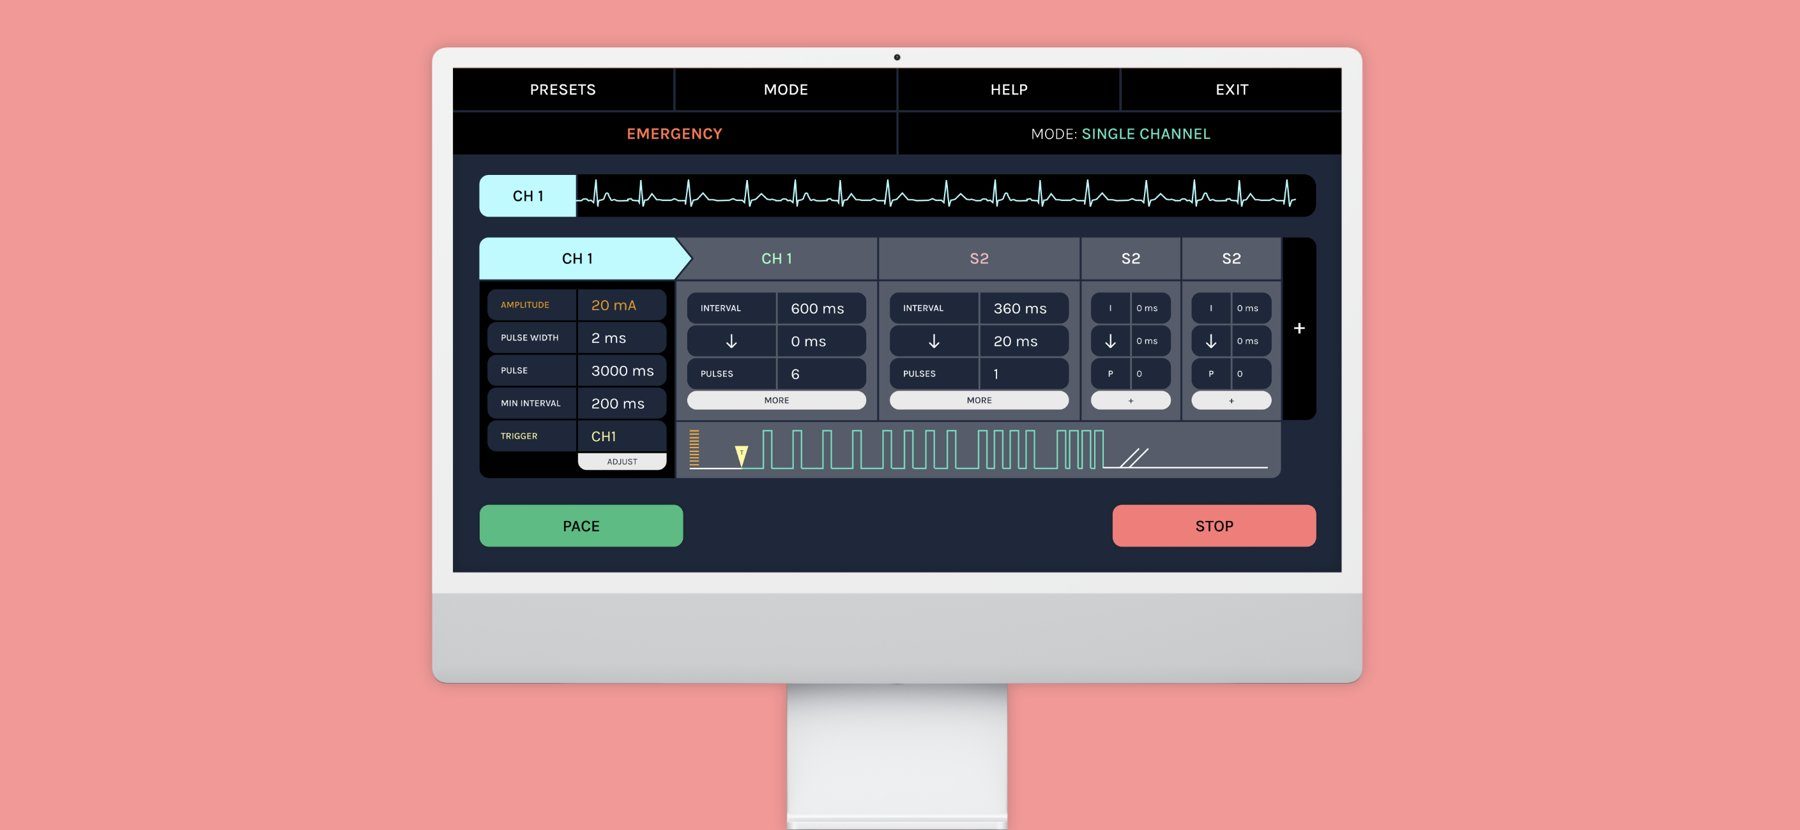 PRESETS MODE HELP EXIT
EMERGENCY MODE: SINGLE CHANNEL
CH 1
CH 1 CH 1 S2 S2 S2
AMPLITUDE 20 mA
PULSE WIDTH 2 ms
PULSE 3000 ms
MIN INTERVAL 200 ms
TRIGGER CH1
ADJUST
INTERVAL 600 ms
↓ 0 ms
PULSES 6
MORE
INTERVAL 360 ms
↓ 20 ms
PULSES 1
MORE
I 0 ms
↓ 0 ms
P 0
+
I 0 ms
↓ 0 ms
P 0
+
+
PACE STOP